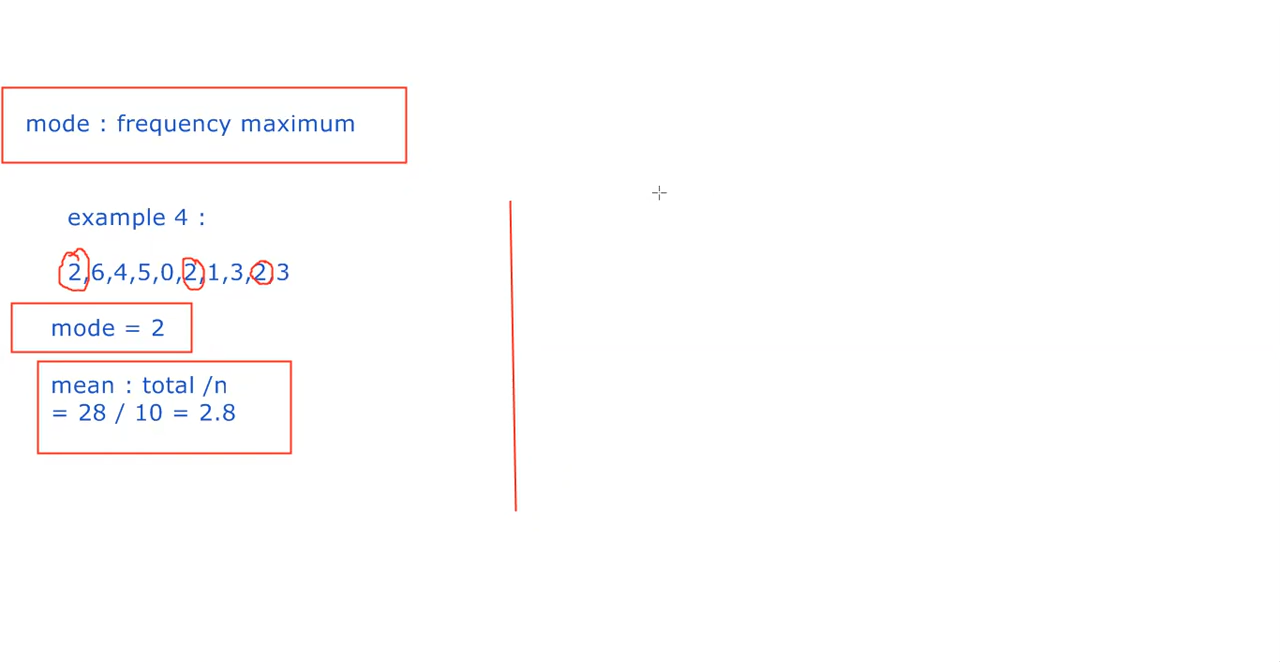 mode : frequency maximum
example 4 :
2,6,4,5,0,2,1,3,2,3
mode = 2
mean : total /n
= 28 / 10 = 2.8